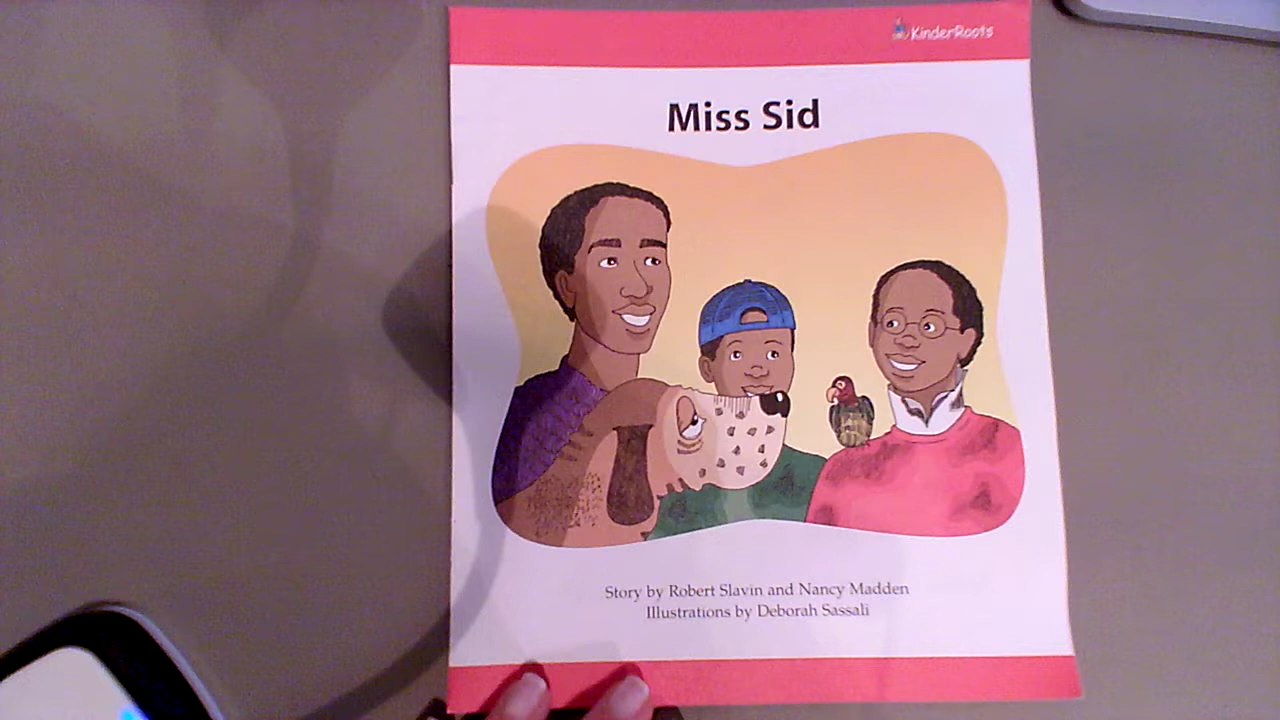 KinderRoots
Miss Sid
Story by Robert Slavin and Nancy Madden
Illustrations by Deborah Sassali